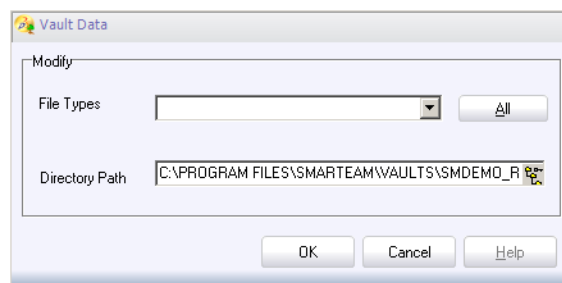 Vault Data
Modify
File Types
All
Directory Path
C:\PROGRAM FILES\SMARTEAM\VAULTS\SMDEMO_R
OK Cancel Help